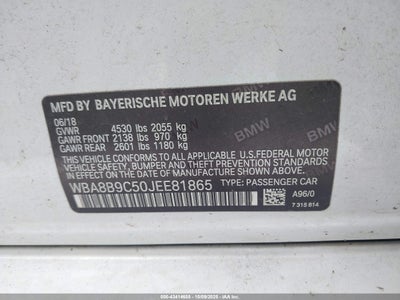 MFD BY BAYERISCHE MOTOREN WERKE AG
06/18
GVWR 4530 lbs 2055 kg
GAWR FRONT 2138 lbs 970 kg
GAWR REAR 2601 lbs 1180 kg
THIS VEHICLE CONFORMS TO ALL APPLICABLE
U.S. FEDERAL MOTOR
VEHICLE SAFETY, BUMPER, AND THEFT PREVENTION
STANDARDS IN EFFECT ON THE DATE OF MANUFACTURE SHOWN ABOVE.
WBA8B9C50JEE81865 TYPE: PASSENGER CAR
A96/0
7 315 814
BMW
BMW